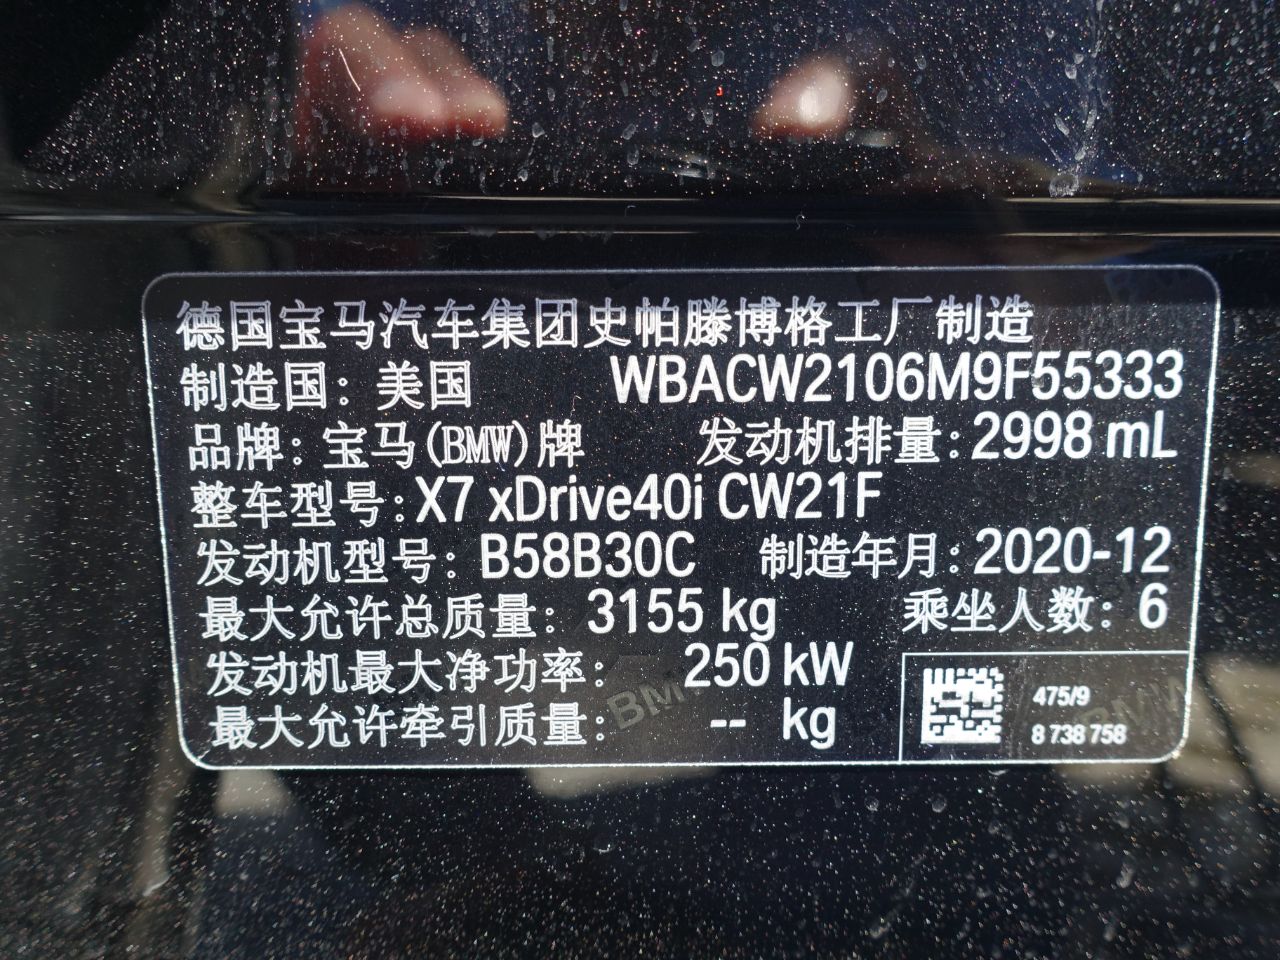 德国宝马汽车集团史帕滕博格工厂制造
制造国: 美国 WBACW2106M9F55333
品牌: 宝马(BMW)牌 发动机排量: 2998 mL
整车型号: X7 xDrive40i CW21F
发动机型号: B58B30C 制造年月: 2020-12
最大允许总质量: 3155 kg 乘坐人数: 6
发动机最大净功率: 250 kW
最大允许牵引质量: -- kg
475/9
8 738 758